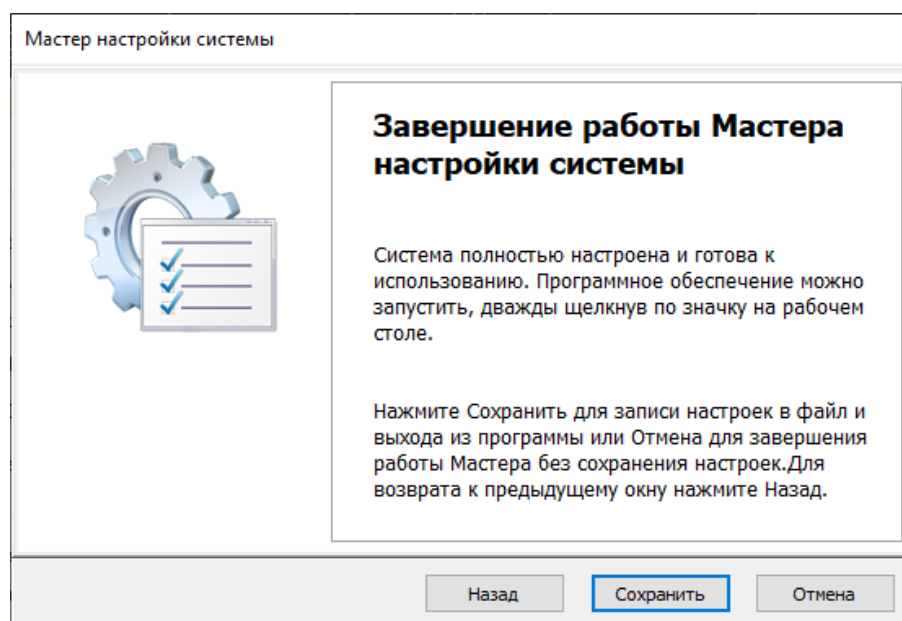 Мастер настройки системы
Завершение работы Мастера
настройки системы
Система полностью настроена и готова к
использованию. Программное обеспечение можно
запустить, дважды щелкнув по значку на рабочем
столе.
Нажмите Сохранить для записи настроек в файл и
выхода из программы или Отмена для завершения
работы Мастера без сохранения настроек.Для
возврата к предыдущему окну нажмите Назад.
Назад Сохранить Отмена